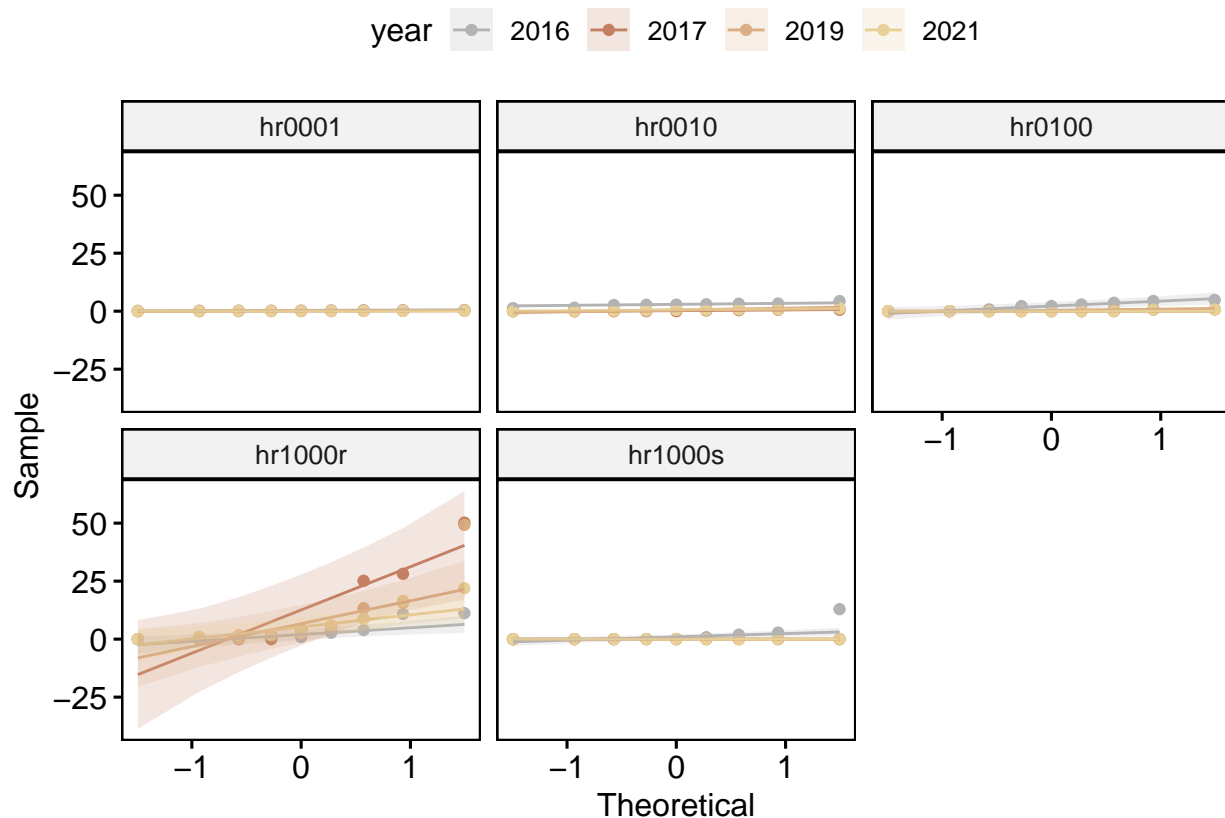 year 2016 2017 2019 2021
hr0001 hr0010 hr0100
50
25
0
−25
−1 0 1
hr1000r hr1000s
50
25
0
−25
−1 0 1 −1 0 1
Sample
Theoretical